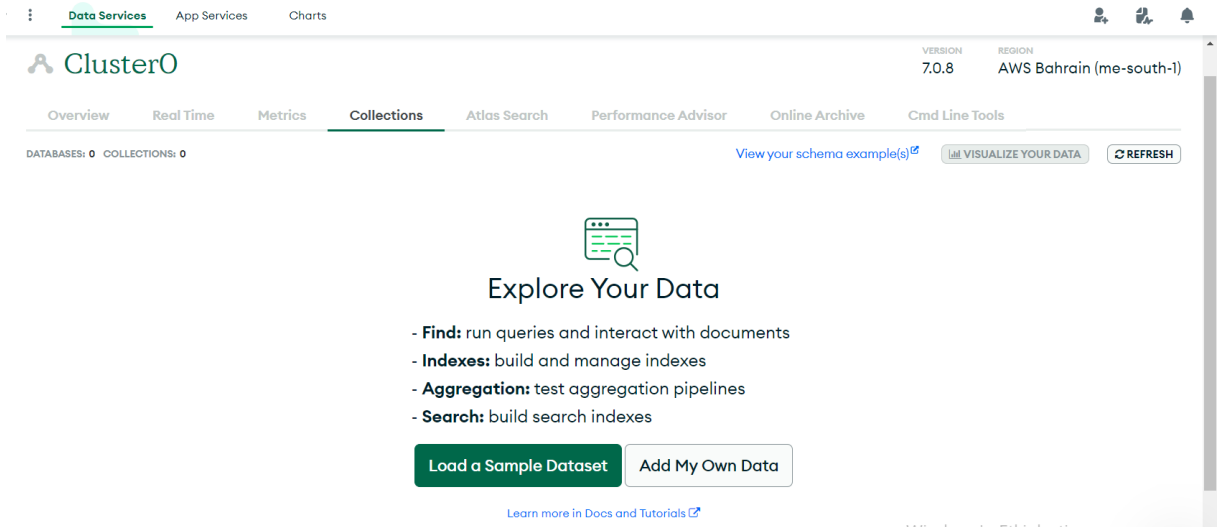 Data Services App Services Charts
Cluster0
VERSION REGION
7.0.8 AWS Bahrain (me-south-1)
Overview Real Time Metrics Collections Atlas Search Performance Advisor Online Archive Cmd Line Tools
DATABASES: 0 COLLECTIONS: 0 View your schema example(s) VISUALIZE YOUR DATA REFRESH
Explore Your Data
- Find: run queries and interact with documents
- Indexes: build and manage indexes
- Aggregation: test aggregation pipelines
- Search: build search indexes
Load a Sample Dataset Add My Own Data
Learn more in Docs and Tutorials